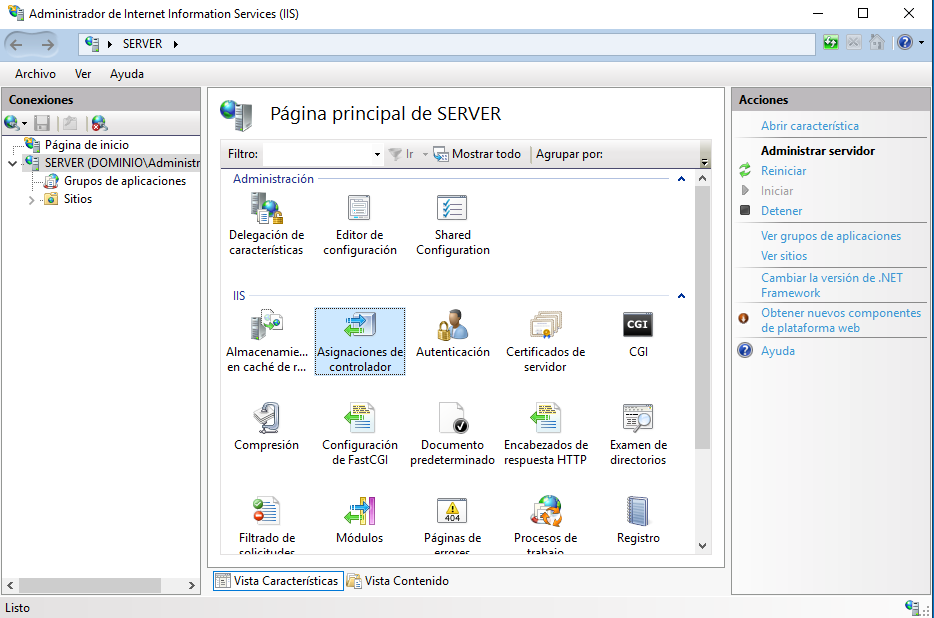 Administrador de Internet Information Services (IIS)
SERVER
Archivo Ver Ayuda
Conexiones
Página de inicio
SERVER (DOMINIO\Administr
Grupos de aplicaciones
Sitios
Página principal de SERVER
Filtro: Ir Mostrar todo Agrupar por:
Administración
Delegación de
características
Editor de
configuración
Shared
Configuration
IIS
Almacenamie...
en caché de r...
Asignaciones de
controlador
Autenticación
Certificados de
servidor
CGI
CGI
Compresión
Configuración
de FastCGI
Documento
predeterminado
Encabezados de
respuesta HTTP
Examen de
directorios
Filtrado de
solicitudes
Módulos
404
Páginas de
errores
Procesos de
trabajo
Registro
Vista Características
Vista Contenido
Acciones
Abrir característica
Administrar servidor
Reiniciar
Iniciar
Detener
Ver grupos de aplicaciones
Ver sitios
Cambiar la versión de .NET
Framework
Obtener nuevos componentes
de plataforma web
Ayuda
Listo